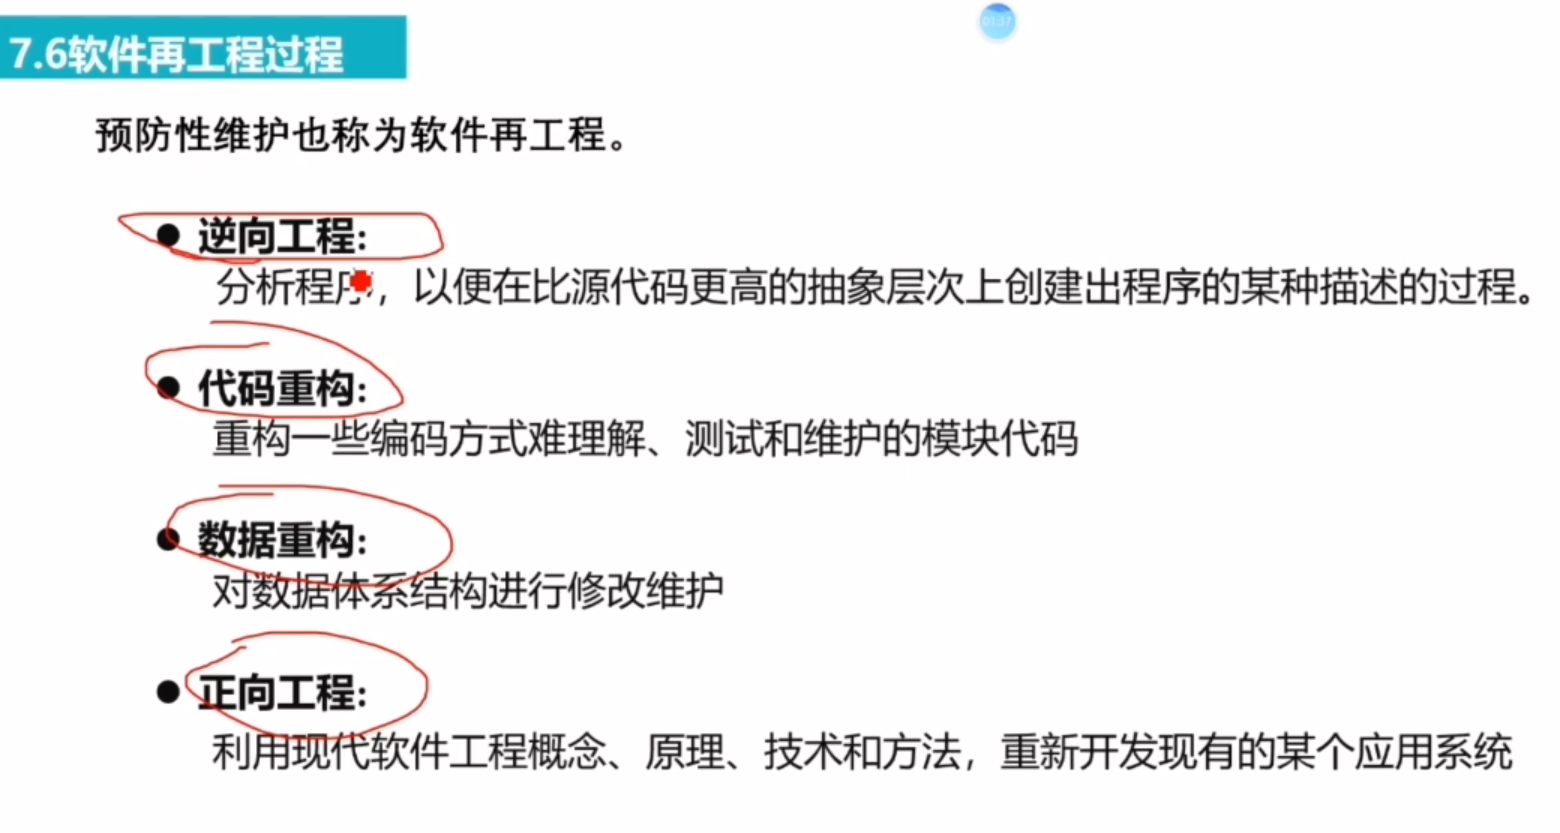 01:37
7.6软件再工程过程
预防性维护也称为软件再工程。
● 逆向工程:
分析程序，以便在比源代码更高的抽象层次上创建出程序的某种描述的过程。
● 代码重构:
重构一些编码方式难理解、测试和维护的模块代码
● 数据重构:
对数据体系结构进行修改维护
● 正向工程:
利用现代软件工程概念、原理、技术和方法，重新开发现有的某个应用系统